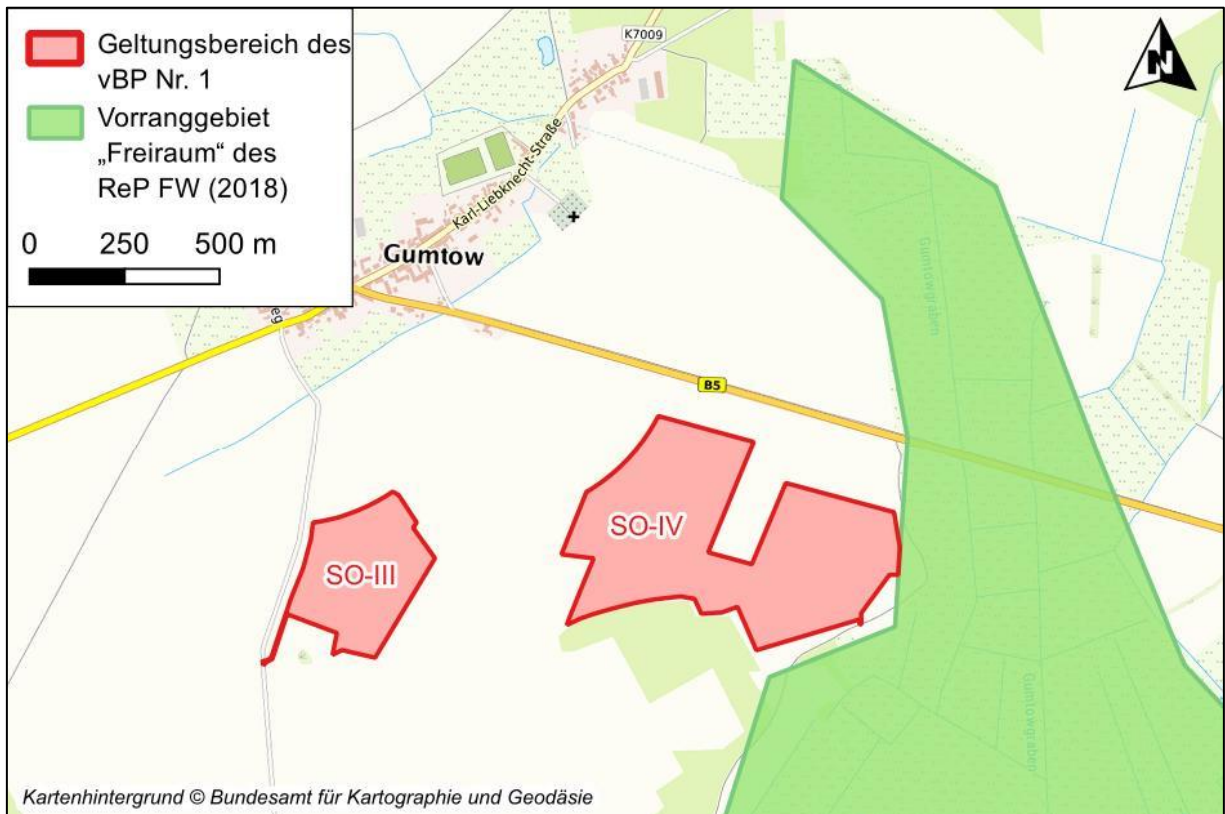 Geltungsbereich des
vBP Nr. 1
Vorranggebiet
„Freiraum“ des
ReP FW (2018)
0 250 500 m
K7009
N
Karl-Liebknecht-Straße
Gumtow
eg
B5
Gumtowgraben
SO-IV
SO-III
Gumtowgraben
Kartenhintergrund © Bundesamt für Kartographie und Geodäsie